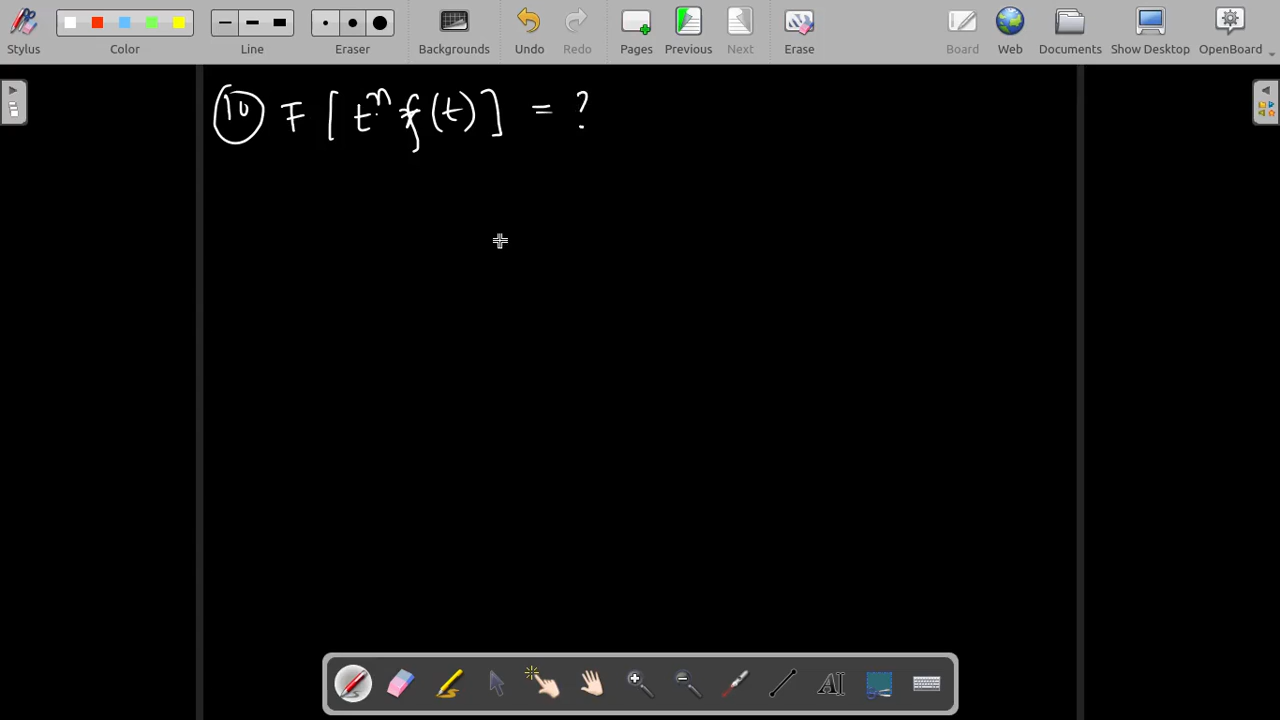 Stylus Color Line Eraser Backgrounds Undo Redo Pages Previous Next Erase Board Web Documents Show Desktop OpenBoard
10 F [ tⁿ f(t) ] = ?